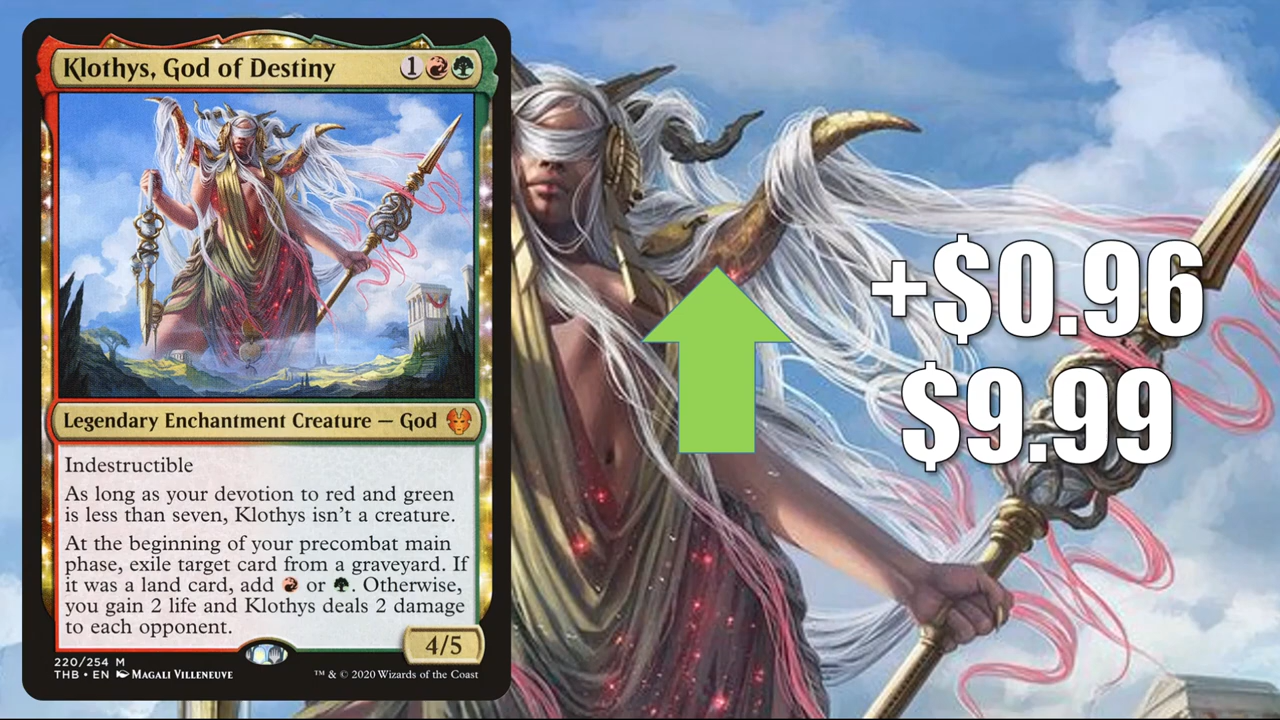 Klothys, God of Destiny 1
Legendary Enchantment Creature — God
Indestructible
As long as your devotion to red and green
is less than seven, Klothys isn't a creature.
At the beginning of your precombat main
phase, exile target card from a graveyard. If
it was a land card, add or . Otherwise,
you gain 2 life and Klothys deals 2 damage
to each opponent.
4/5
220/254 M
THB • EN Magali Villeneuve
™ & © 2020 Wizards of the Coast
+$0.96
$9.99